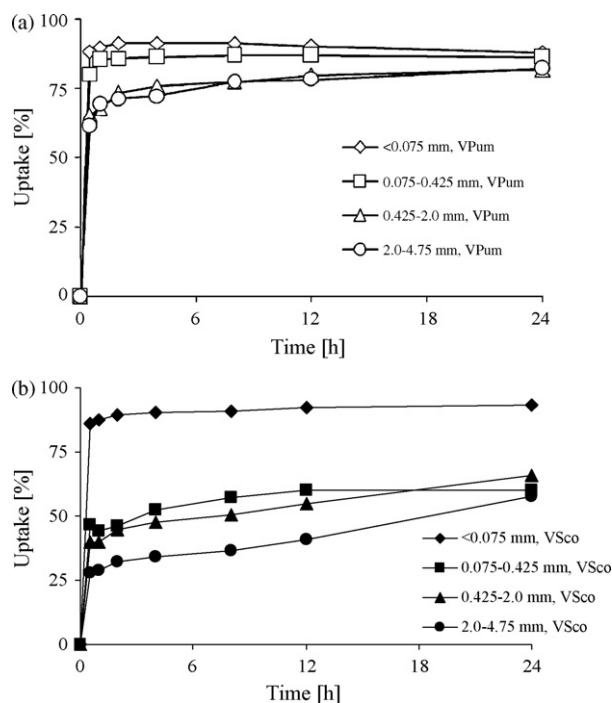 (a)
100
75
50
25
0
Uptake [%]
<0.075 mm, VPum
0.075-0.425 mm, VPum
0.425-2.0 mm, VPum
2.0-4.75 mm, VPum
0 6 12 18 24
Time [h]
(b)
100
75
50
25
0
Uptake [%]
<0.075 mm, VSco
0.075-0.425 mm, VSco
0.425-2.0 mm, VSco
2.0-4.75 mm, VSco
0 6 12 18 24
Time [h]